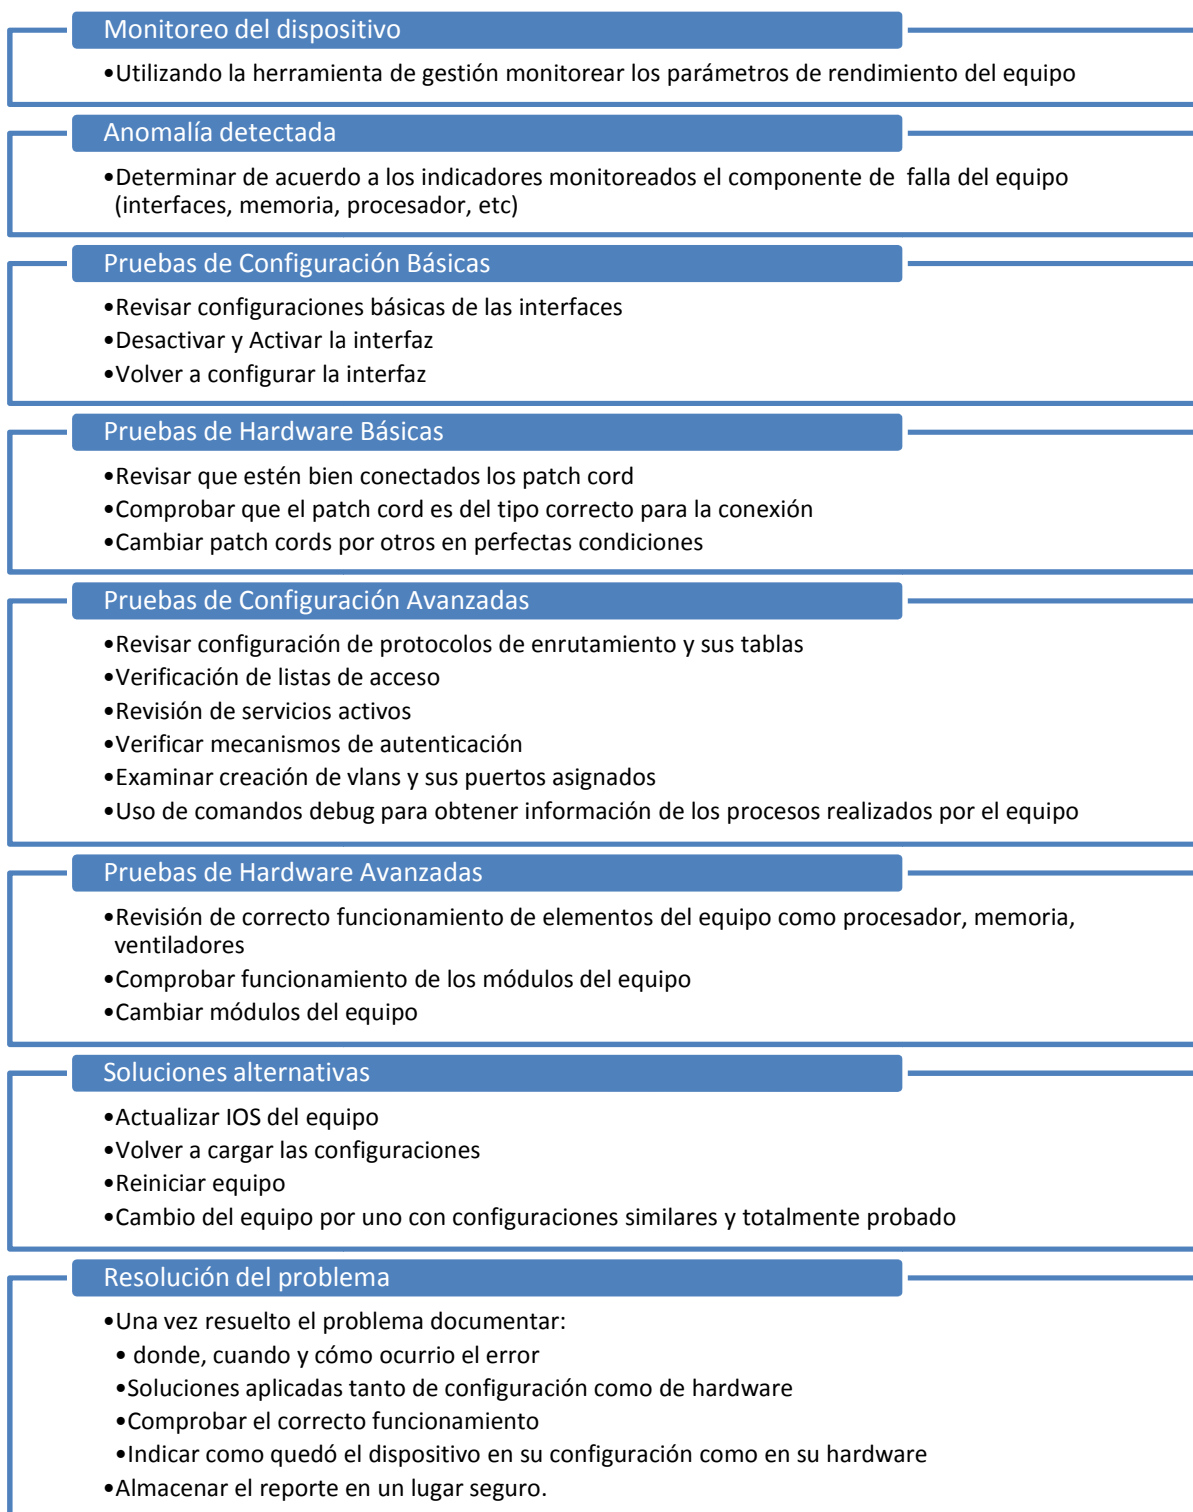 Monitoreo del dispositivo
•Utilizando la herramienta de gestión monitorear los parámetros de rendimiento del equipo
Anomalía detectada
•Determinar de acuerdo a los indicadores monitoreados el componente de falla del equipo
(interfaces, memoria, procesador, etc)
Pruebas de Configuración Básicas
•Revisar configuraciones básicas de las interfaces
•Desactivar y Activar la interfaz
•Volver a configurar la interfaz
Pruebas de Hardware Básicas
•Revisar que estén bien conectados los patch cord
•Comprobar que el patch cord es del tipo correcto para la conexión
•Cambiar patch cords por otros en perfectas condiciones
Pruebas de Configuración Avanzadas
•Revisar configuración de protocolos de enrutamiento y sus tablas
•Verificación de listas de acceso
•Revisión de servicios activos
•Verificar mecanismos de autenticación
•Examinar creación de vlans y sus puertos asignados
•Uso de comandos debug para obtener información de los procesos realizados por el equipo
Pruebas de Hardware Avanzadas
•Revisión de correcto funcionamiento de elementos del equipo como procesador, memoria,
ventiladores
•Comprobar funcionamiento de los módulos del equipo
•Cambiar módulos del equipo
Soluciones alternativas
•Actualizar IOS del equipo
•Volver a cargar las configuraciones
•Reiniciar equipo
•Cambio del equipo por uno con configuraciones similares y totalmente probado
Resolución del problema
•Una vez resuelto el problema documentar:
• donde, cuando y cómo ocurrio el error
•Soluciones aplicadas tanto de configuración como de hardware
•Comprobar el correcto funcionamiento
•Indicar como quedó el dispositivo en su configuración como en su hardware
•Almacenar el reporte en un lugar seguro.